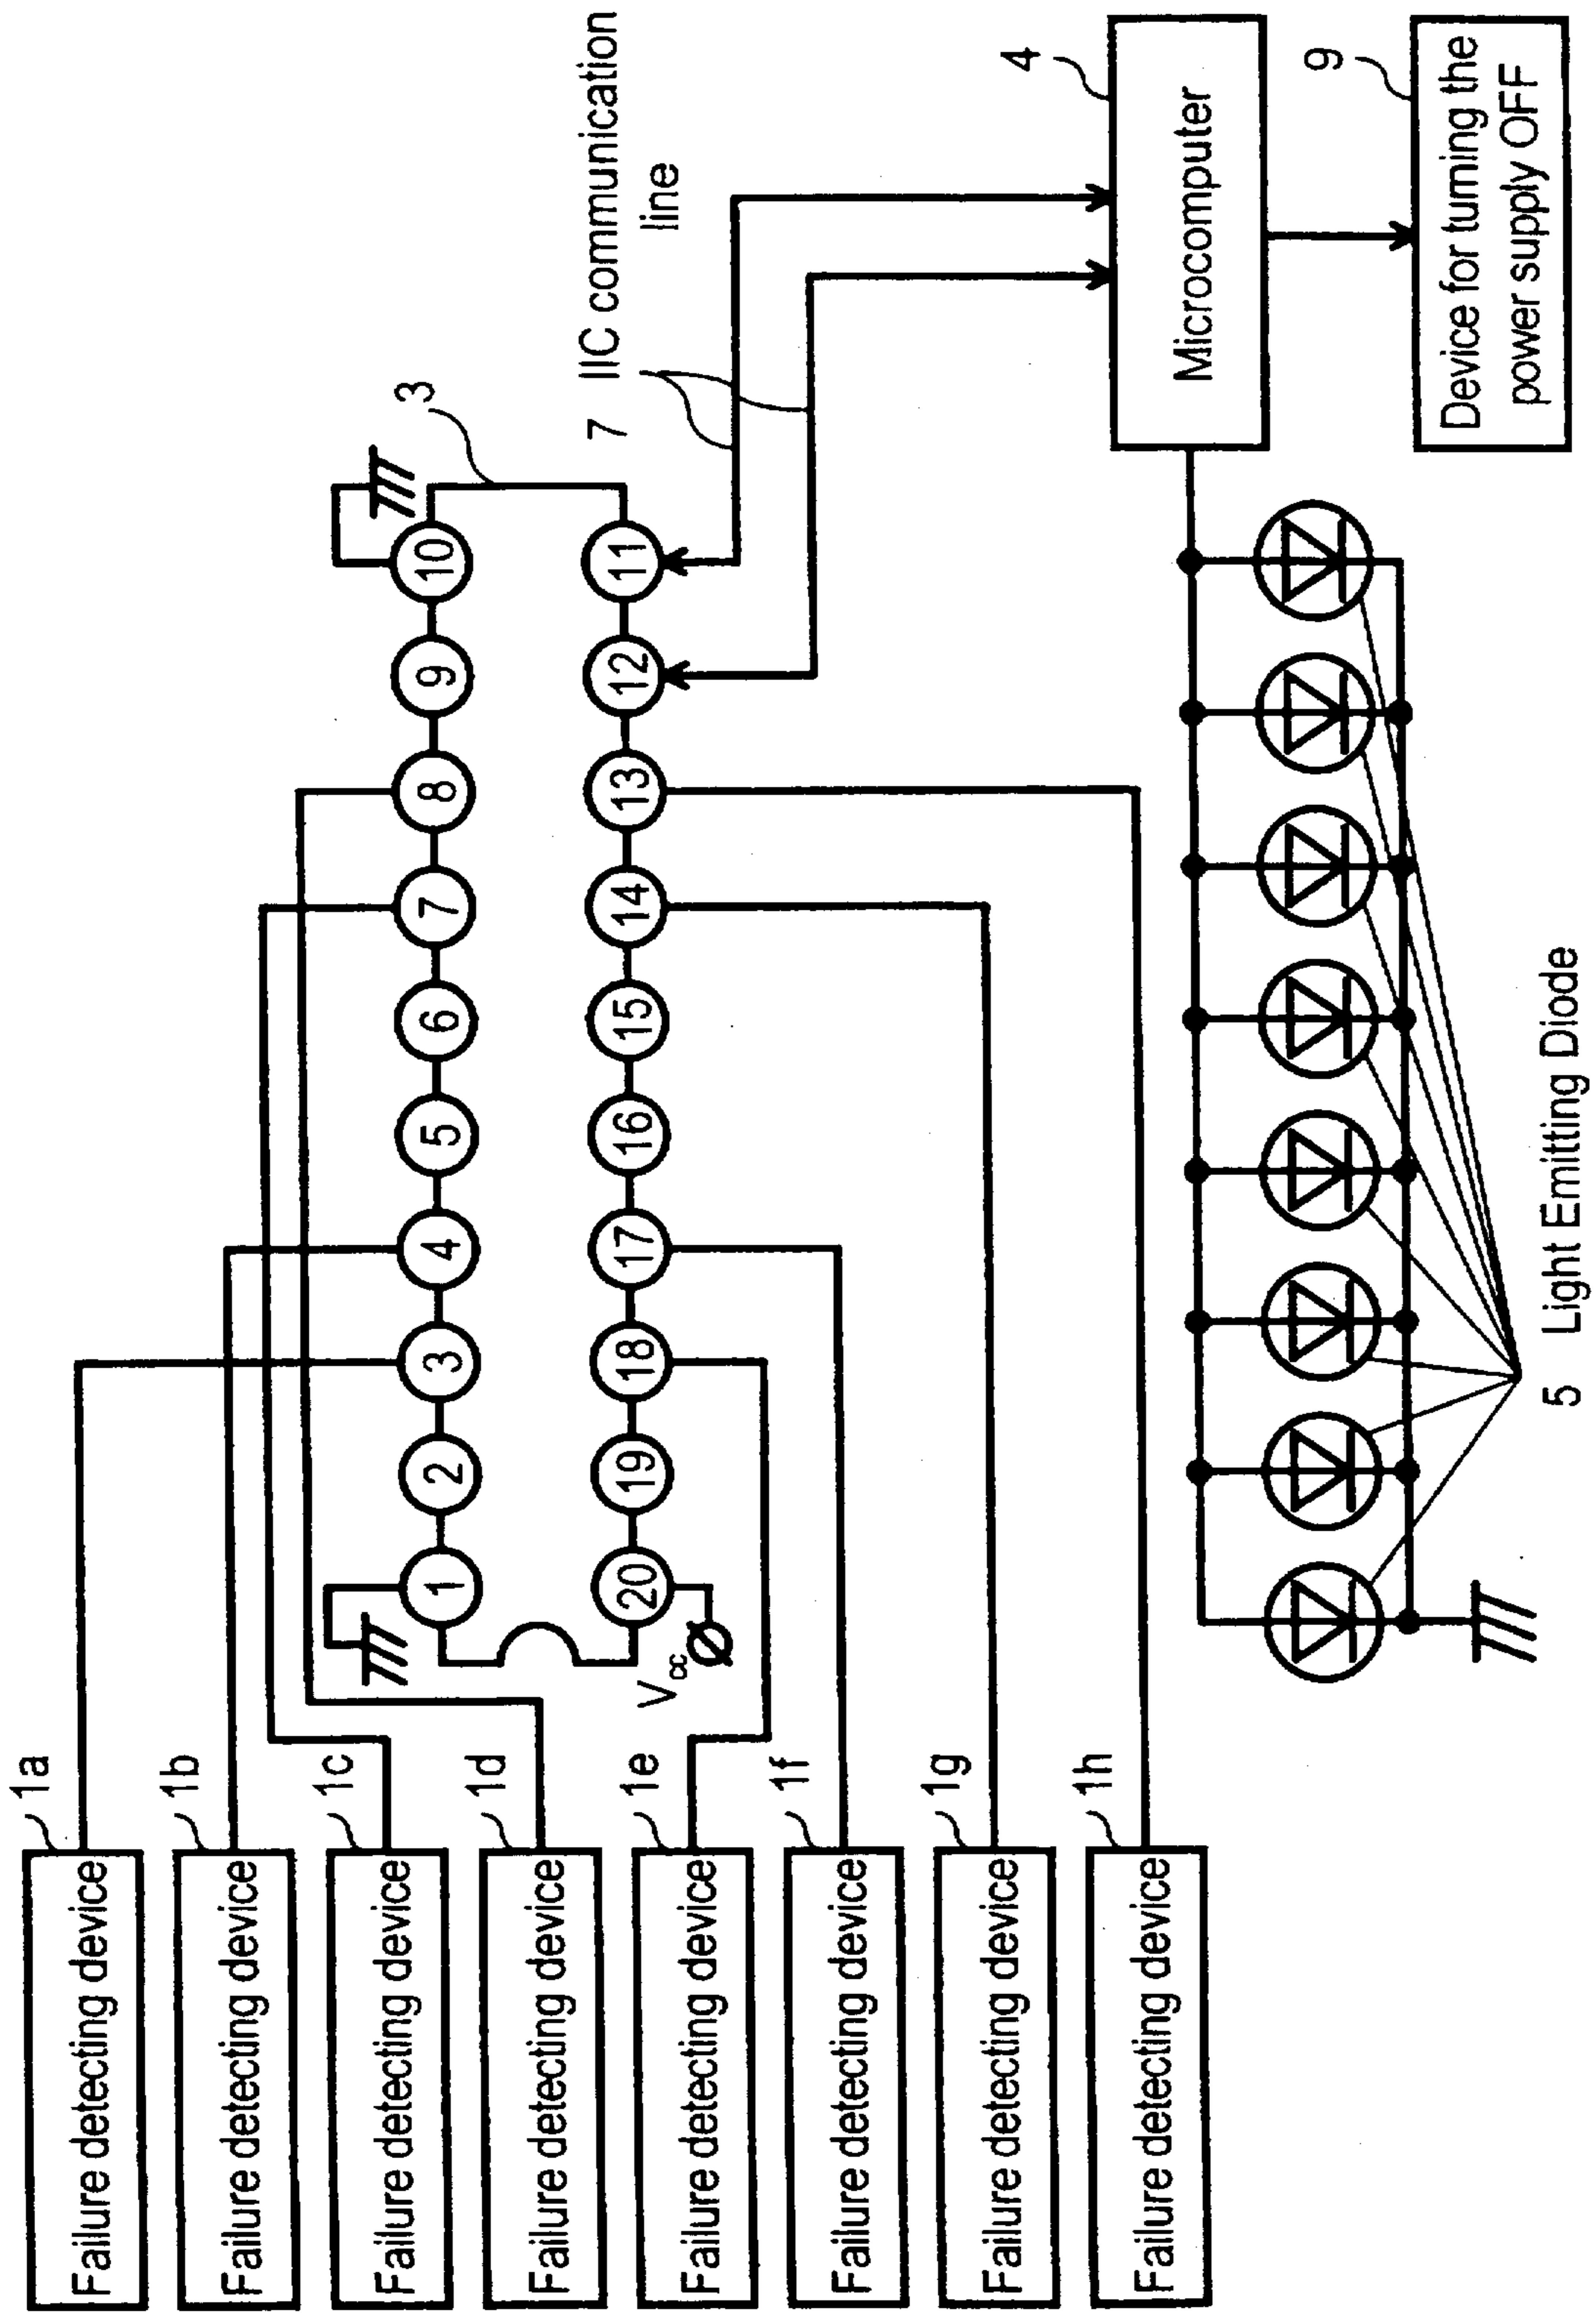 1a
Failure detecting device
1b
Failure detecting device
1c
Failure detecting device
1d
Failure detecting device
1e
Failure detecting device
1f
Failure detecting device
1g
Failure detecting device
1h
Failure detecting device
1
2
3
4
5
6
7
8
9
10
3
20
19
18
17
16
15
14
13
12
11
Vcc
7 IIC communication
line
4
Microcomputer
9
Device for turning the
power supply OFF
5 Light Emitting Diode